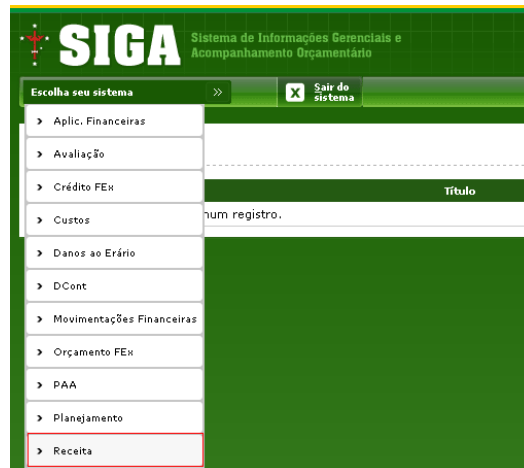 SIGA
Sistema de Informações Gerenciais e
Acompanhamento Orçamentário
Escolha seu sistema »
X Sair do
sistema
› Aplic. Financeiras
› Avaliação
› Crédito FEx
Título
› Custos
num registro.
› Danos ao Erário
› DCont
› Movimentações Financeiras
› Orçamento FEx
› PAA
› Planejamento
› Receita